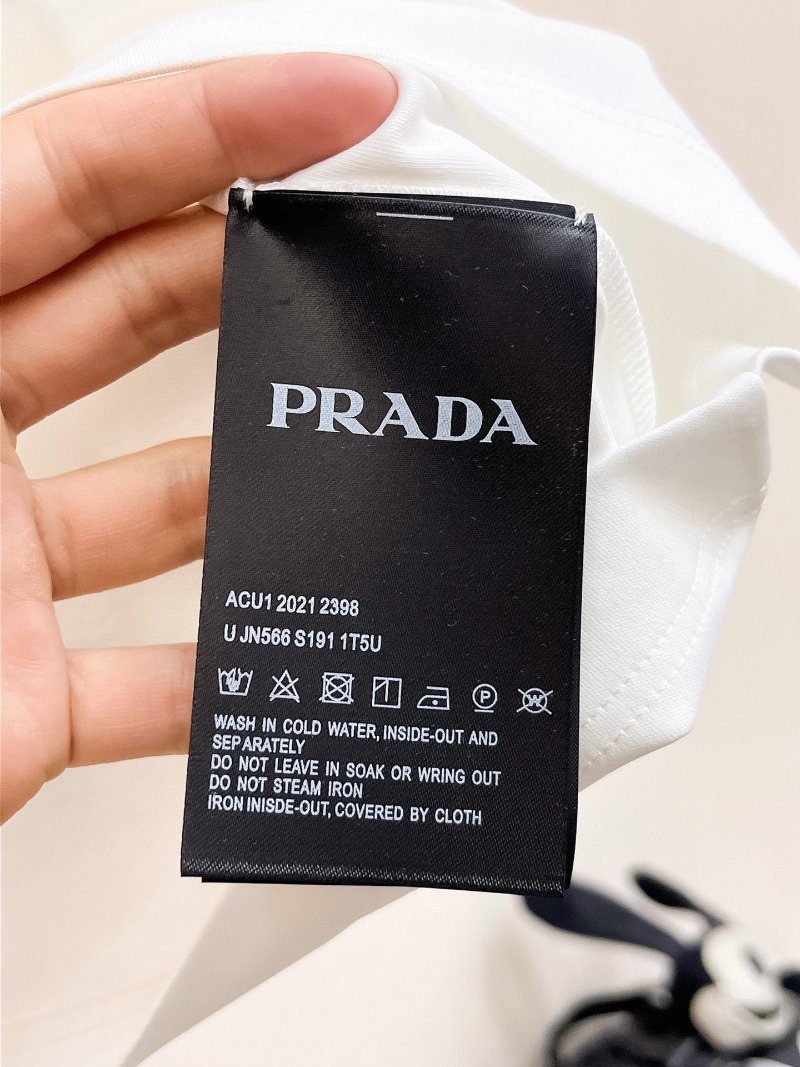 PRADA
ACU1 2021 2398
U JN566 S191 1T5U
P W
WASH IN COLD WATER, INSIDE-OUT AND
SEPARATELY
DO NOT LEAVE IN SOAK OR WRING OUT
DO NOT STEAM IRON
IRON INISDE-OUT, COVERED BY CLOTH